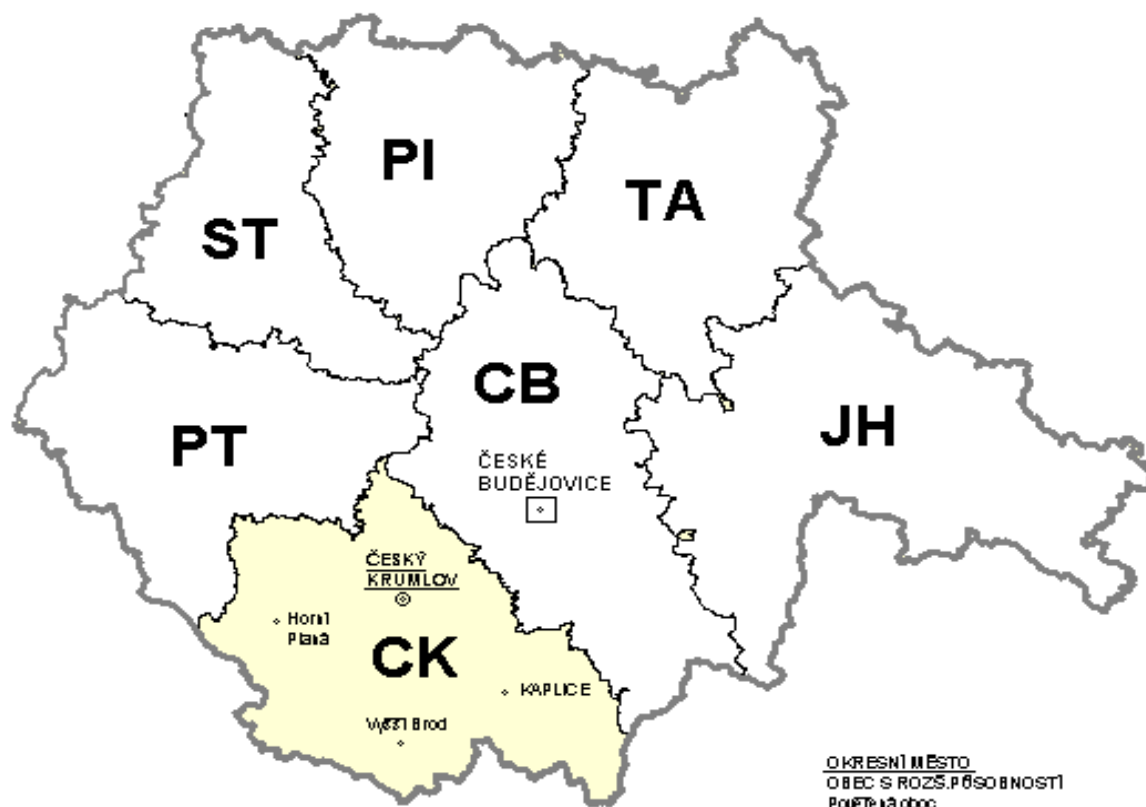 PI
TA
ST
CB
JH
PT
ČESKÉ
BUDĚJOVICE
ČESKÝ
KRUMLOV
Horní
Planá
CK
KAPLICE
Vyšší Brod
OKRESNÍ MĚSTO
OBEC S ROZŠ.PŮSOBNOSTÍ